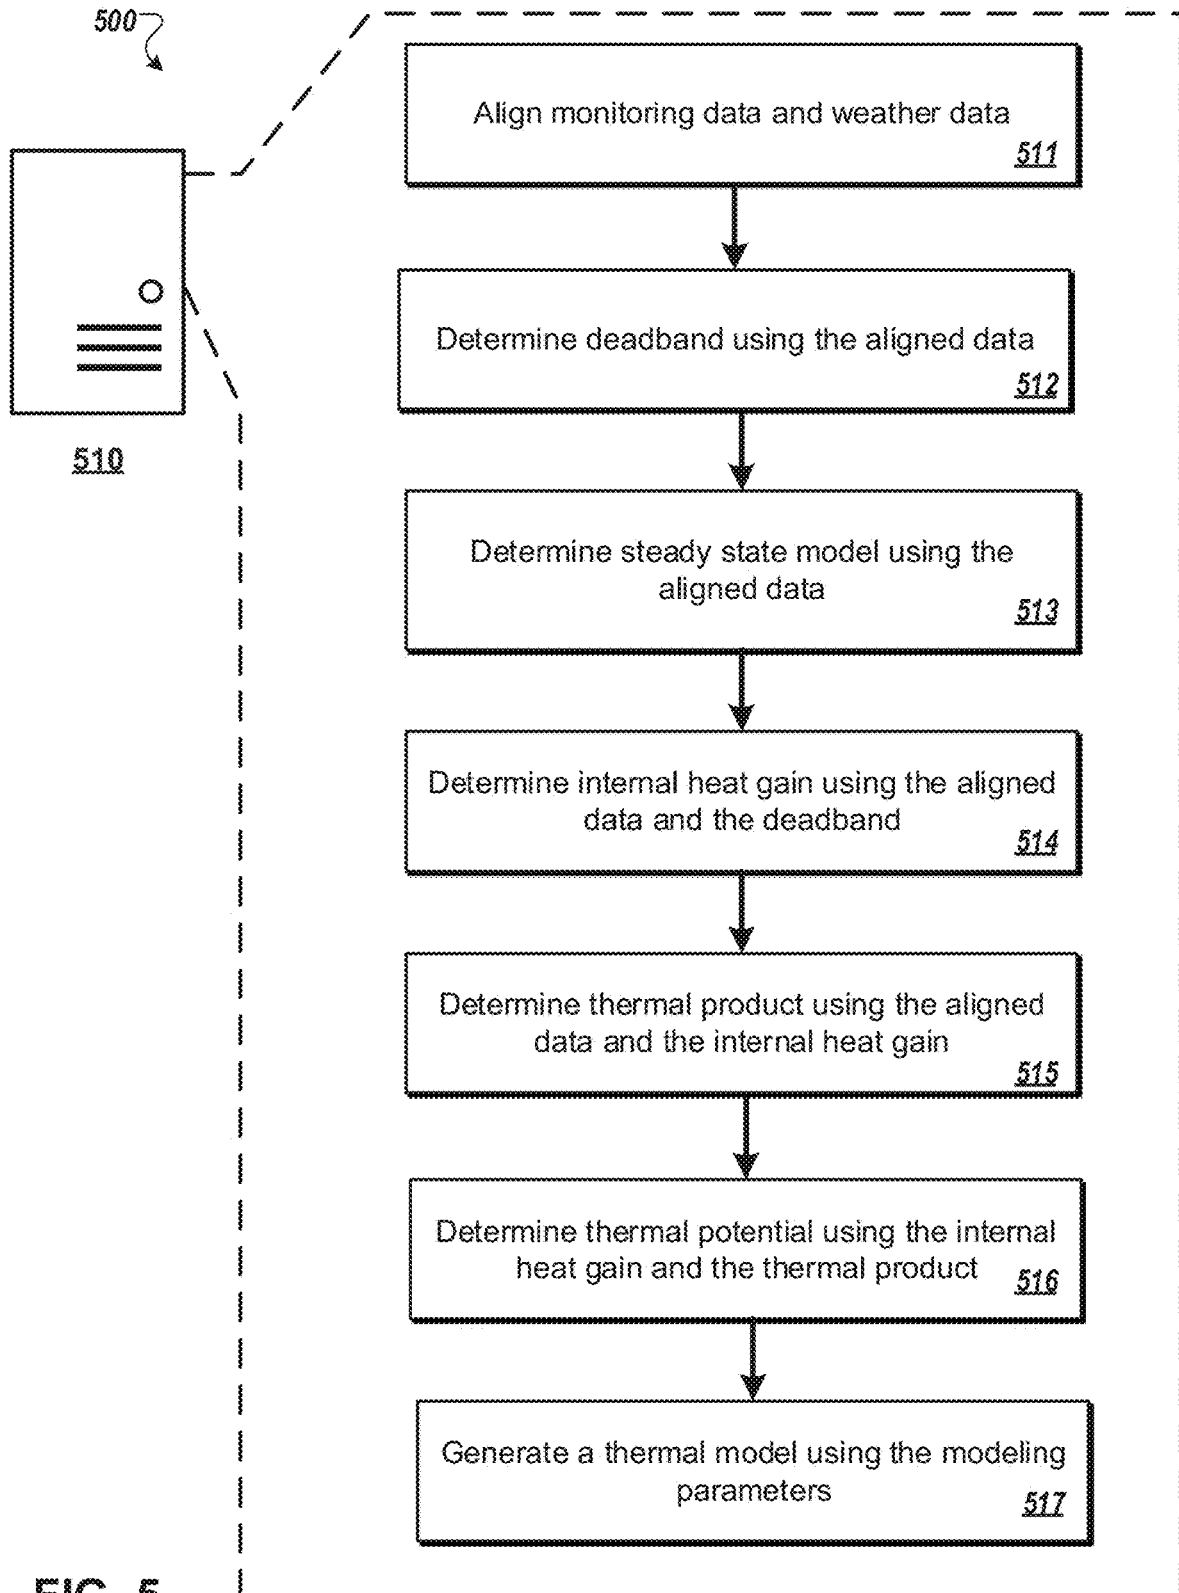 500
Align monitoring data and weather data
511
Determine deadband using the aligned data
512
510
Determine steady state model using the
aligned data
513
Determine internal heat gain using the aligned
data and the deadband
514
Determine thermal product using the aligned
data and the internal heat gain
515
Determine thermal potential using the internal
heat gain and the thermal product
516
Generate a thermal model using the modeling
parameters
517
FIG. 5